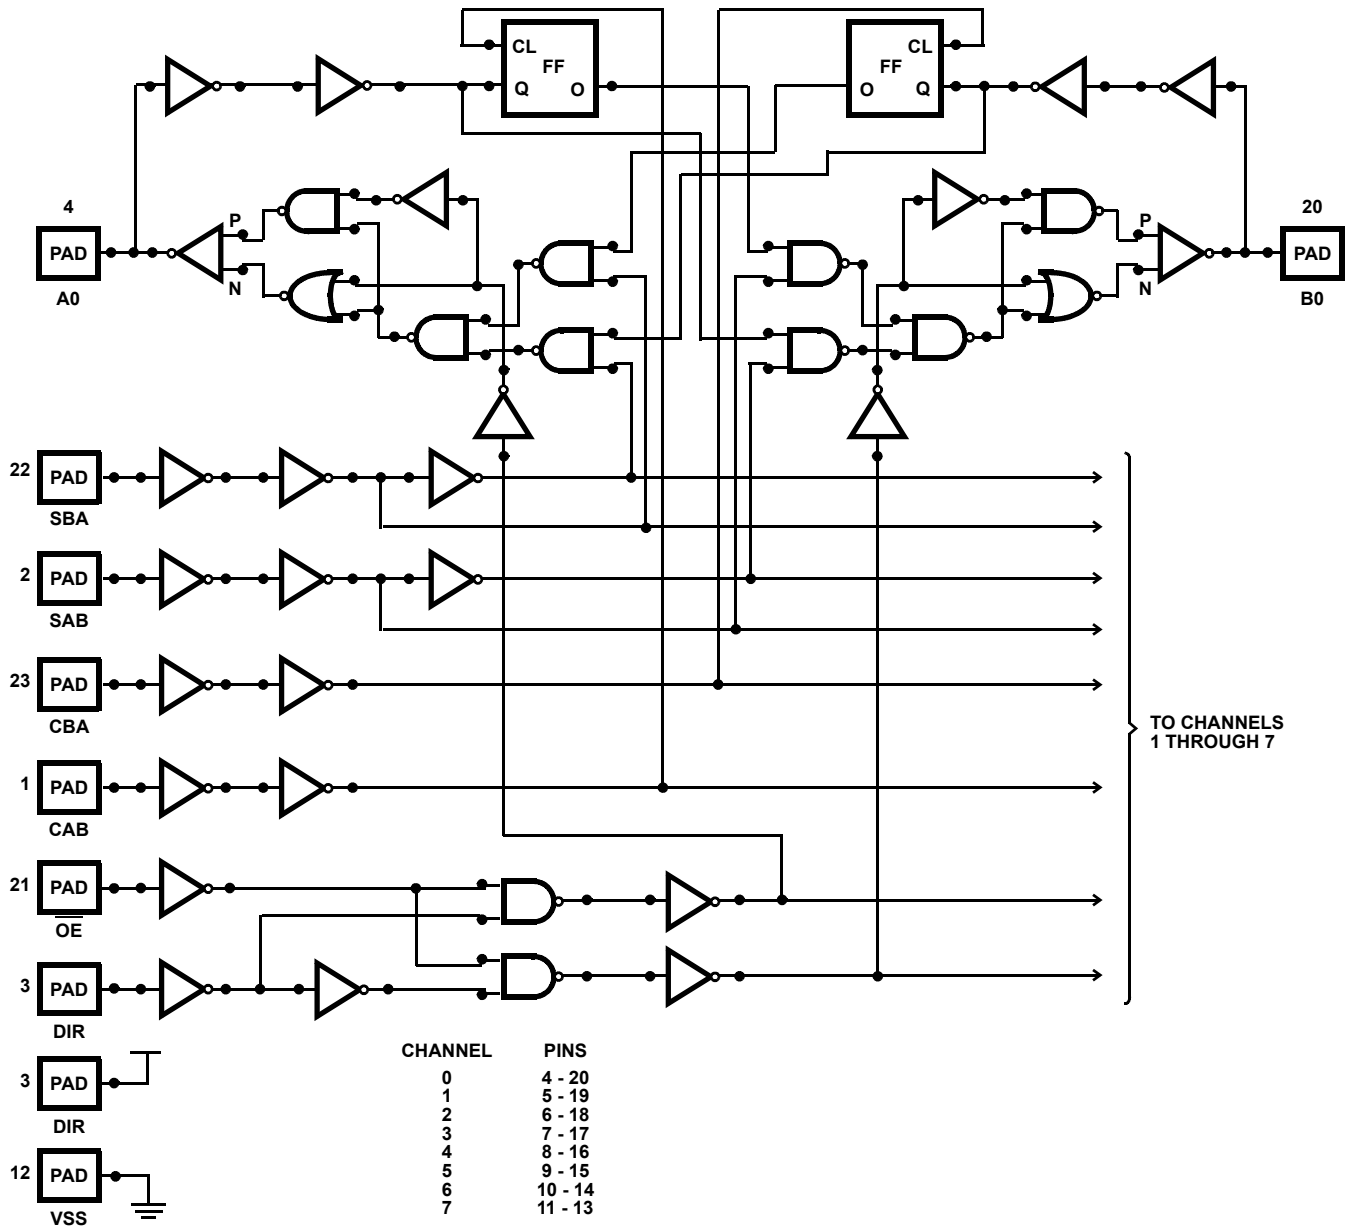 CL
FF
Q O
CL
FF
O Q
4
PAD
A0
P
N
P
N
20
PAD
B0
22 PAD
SBA
2 PAD
SAB
23 PAD
CBA
1 PAD
CAB
21 PAD
OE
3 PAD
DIR
3 PAD
DIR
12 PAD
VSS
TO CHANNELS
1 THROUGH 7
CHANNEL PINS
0 4 - 20
1 5 - 19
2 6 - 18
3 7 - 17
4 8 - 16
5 9 - 15
6 10 - 14
7 11 - 13